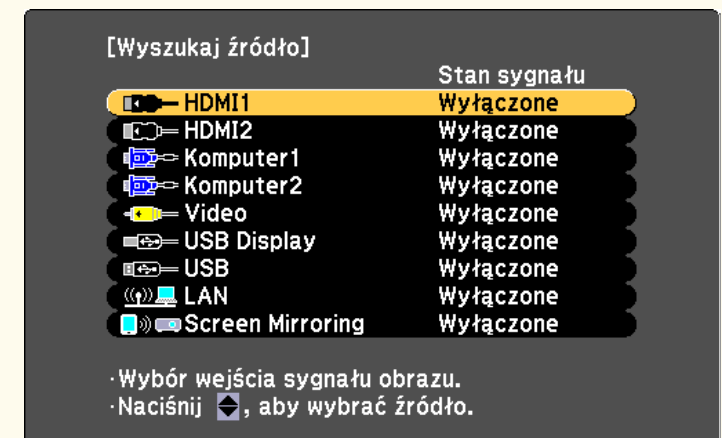 [Wyszukaj źródło]
Stan sygnału
HDMI1 Wyłączone
HDMI2 Wyłączone
Komputer1 Wyłączone
Komputer2 Wyłączone
Video Wyłączone
USB Display Wyłączone
USB Wyłączone
LAN Wyłączone
Screen Mirroring Wyłączone
·Wybór wejścia sygnału obrazu.
·Naciśnij , aby wybrać źródło.